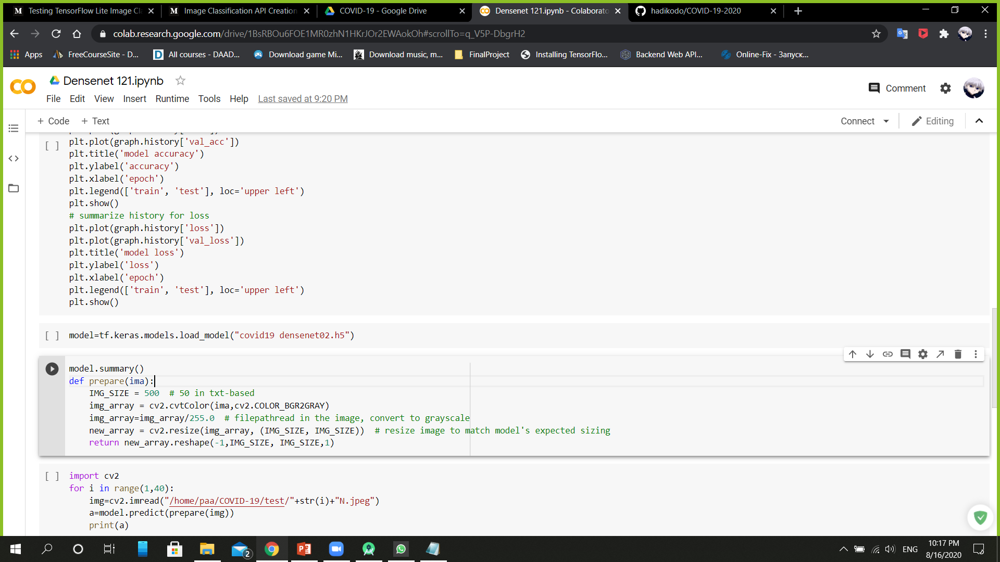 Testing TensorFlow Lite Image Cla
Image Classification API Creation
COVID-19 - Google Drive
Densenet 121.ipynb - Colaborato
hadikodo/COVID-19-2020
colab.research.google.com/drive/1BsRBOu6FOE1MR0zhN1HKrJOr2EWAokOh#scrollTo=q_V5P-DbgrH2
Apps
FreeCourseSite - D...
All courses - DAAD...
Download game Mi...
Download music, m...
FinalProject
Installing TensorFlo...
Backend Web API...
Online-Fix - Запуск...
Densenet 121.ipynb
Comment
File Edit View Insert Runtime Tools Help Last saved at 9:20 PM
+ Code + Text
Connect
Editing
[ ] plt.plot(graph.history['val_acc'])
plt.title('model accuracy')
plt.ylabel('accuracy')
plt.xlabel('epoch')
plt.legend(['train', 'test'], loc='upper left')
plt.show()
# summarize history for loss
plt.plot(graph.history['loss'])
plt.plot(graph.history['val_loss'])
plt.title('model loss')
plt.ylabel('loss')
plt.xlabel('epoch')
plt.legend(['train', 'test'], loc='upper left')
plt.show()
[ ] model=tf.keras.models.load_model("covid19 densenet02.h5")
model.summary()
def prepare(ima):
    IMG_SIZE = 500  # 50 in txt-based
    img_array = cv2.cvtColor(ima,cv2.COLOR_BGR2GRAY)
    img_array=img_array/255.0  # filepathread in the image, convert to grayscale
    new_array = cv2.resize(img_array, (IMG_SIZE, IMG_SIZE))  # resize image to match model's expected sizing
    return new_array.reshape(-1,IMG_SIZE, IMG_SIZE,1)
[ ] import cv2
for i in range(1,40):
    img=cv2.imread("/home/paa/COVID-19/test/"+str(i)+"N.jpeg")
    a=model.predict(prepare(img))
    print(a)
2
ENG
10:17 PM
8/16/2020